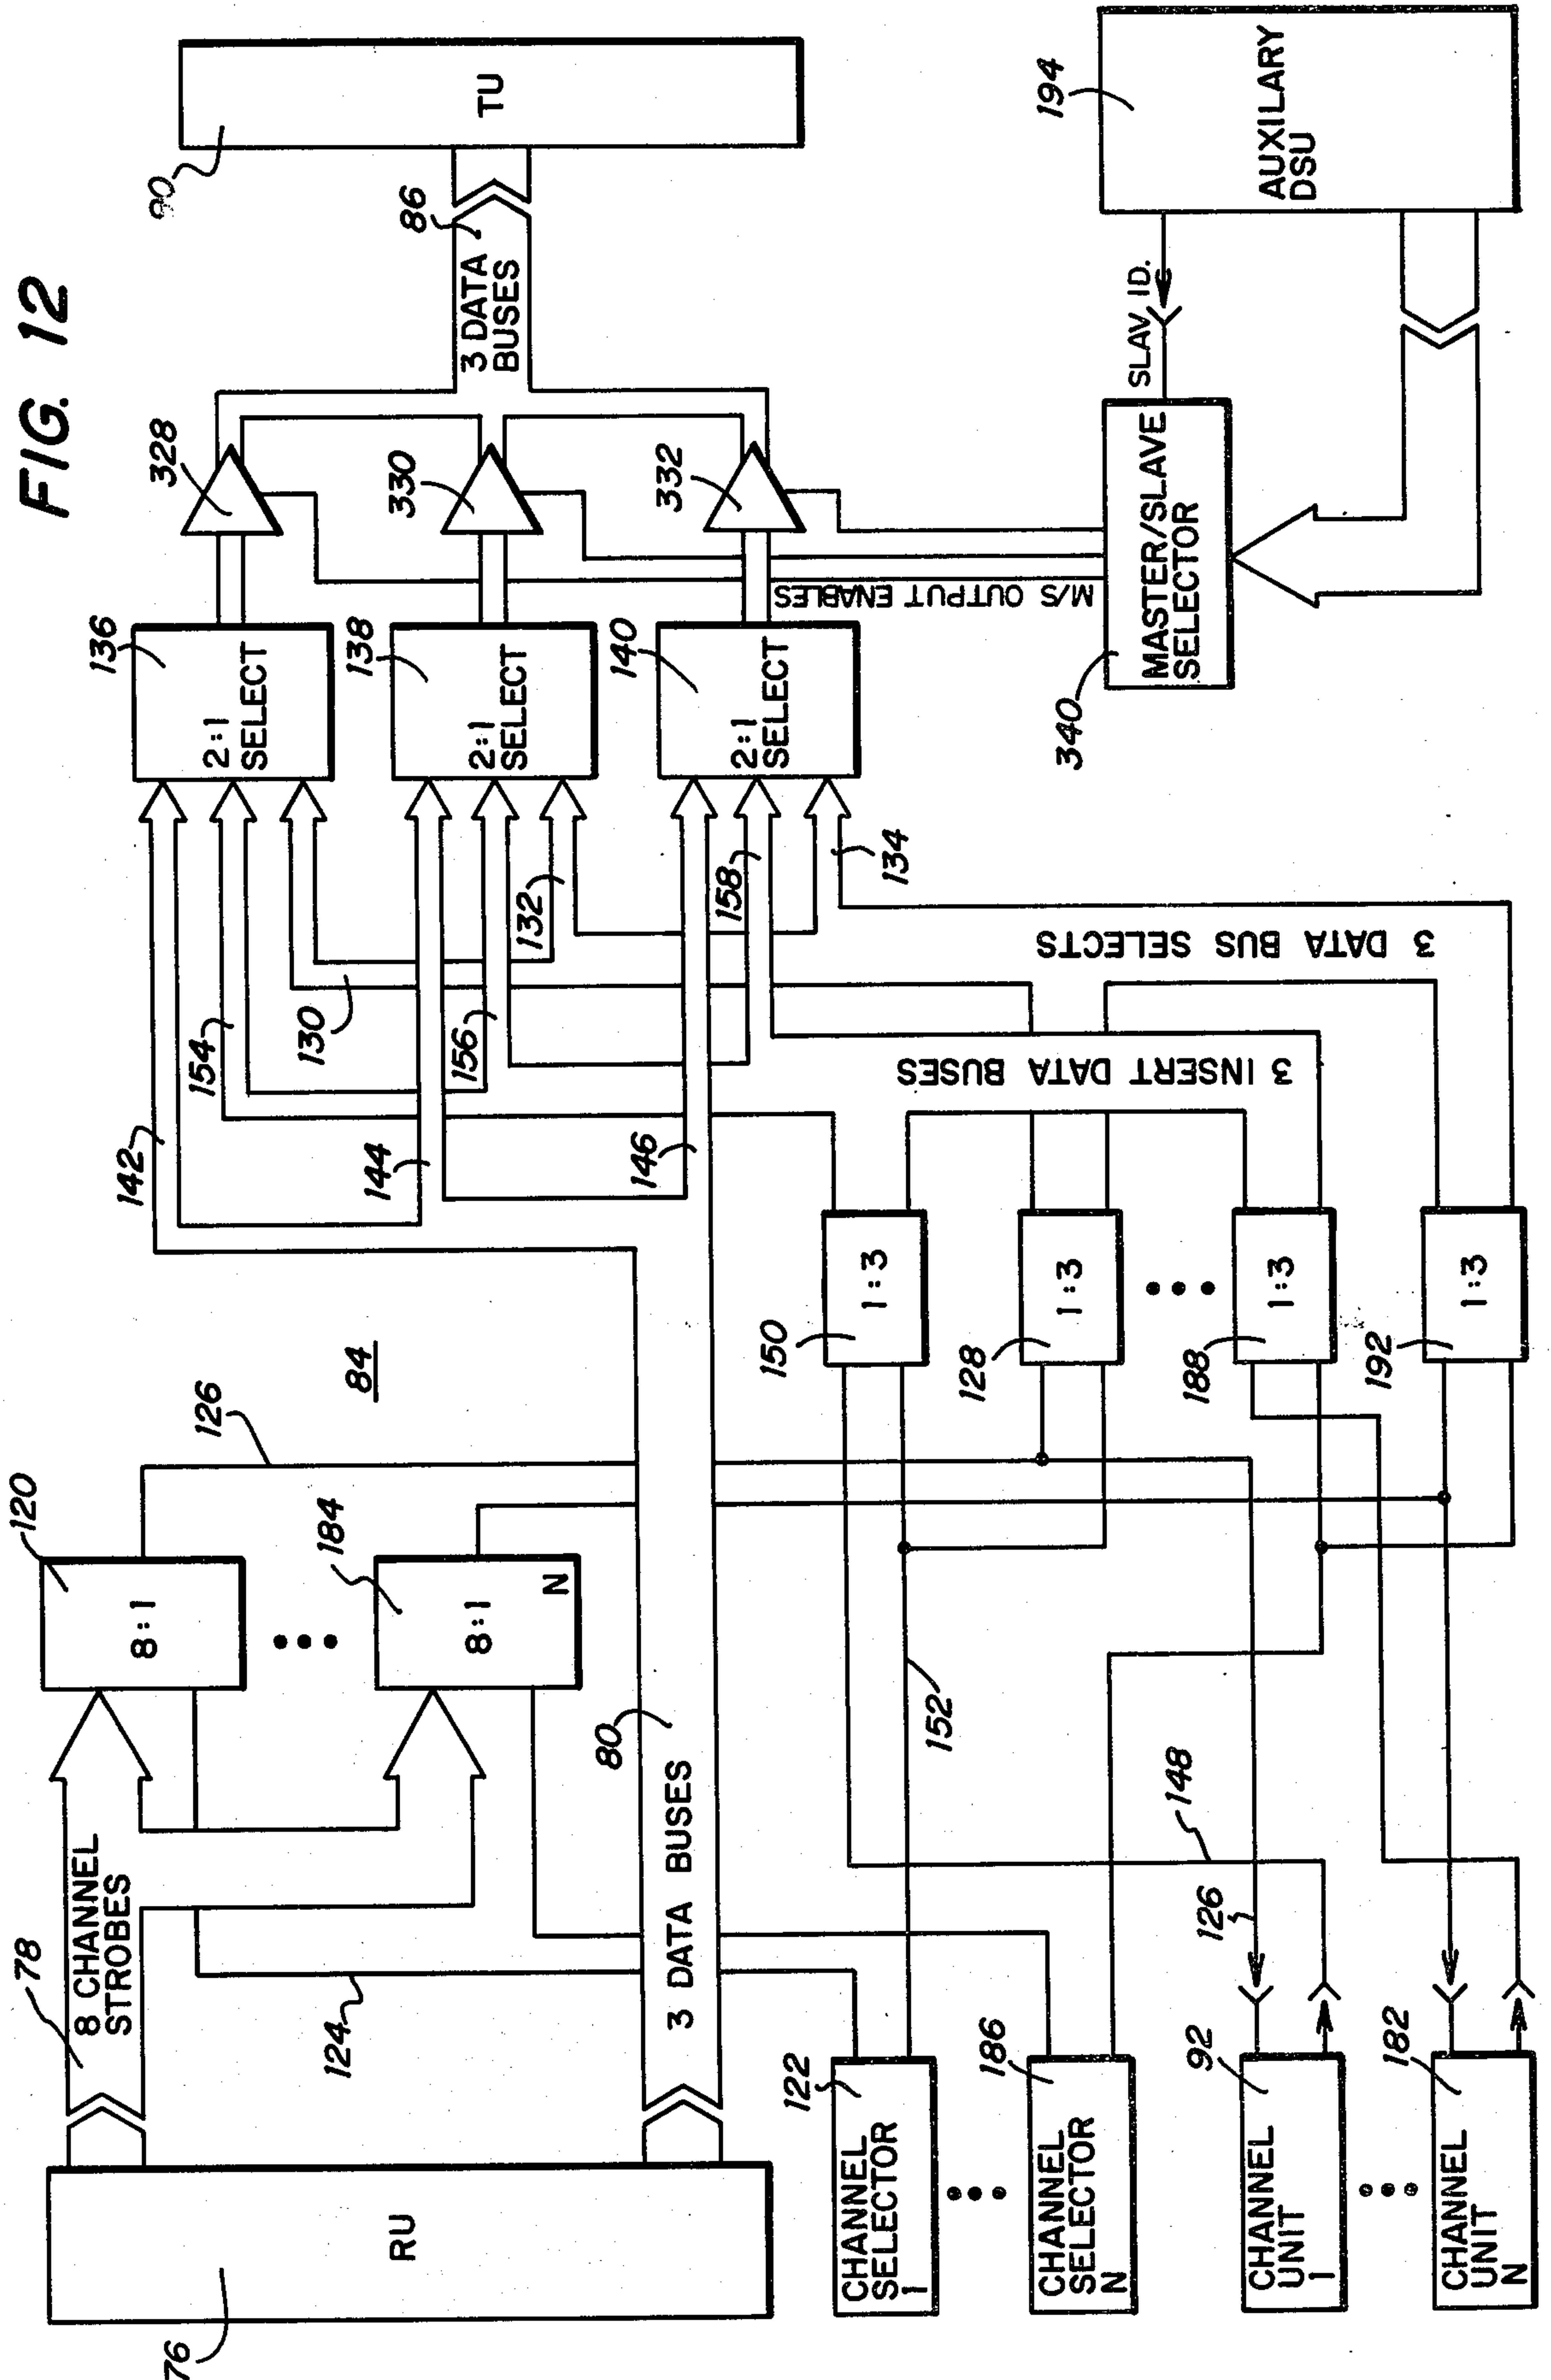 FIG. 12
76
RU
78
8 CHANNEL
STROBES
120
8:1
184
8:1
N
124
126
84
80
3 DATA BUSES
142
144
146
154
156
158
130
132
134
136
2:1
SELECT
138
2:1
SELECT
140
2:1
SELECT
328
330
332
3 DATA
BUSES
86
TU
M/S OUTPUT ENABLES
340
MASTER/SLAVE
SELECTOR
SLAV ID.
194
AUXILARY
DSU
3 DATA BUS SELECTS
3 INSERT DATA BUSES
150
1:3
128
1:3
188
1:3
192
1:3
152
148
126
122
CHANNEL
SELECTOR
1
186
CHANNEL
SELECTOR
N
92
CHANNEL
UNIT
1
182
CHANNEL
UNIT
N